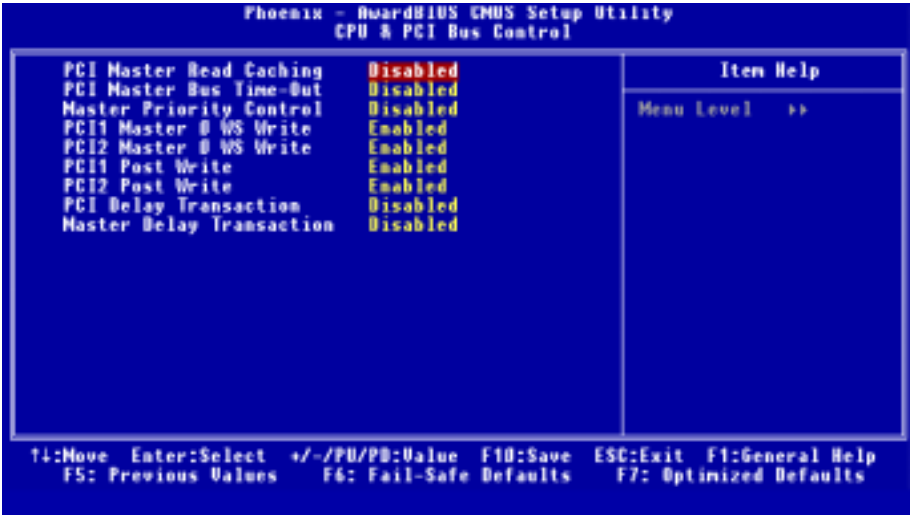 Phoenix - AwardBIOS CMOS Setup Utility
CPU & PCI Bus Control
PCI Master Read Caching Disabled
PCI Master Bus Time-Out Disabled
Master Priority Control Disabled
PCI1 Master 0 WS Write Enabled
PCI2 Master 0 WS Write Enabled
PCI1 Post Write Enabled
PCI2 Post Write Enabled
PCI Delay Transaction Disabled
Master Delay Transaction Disabled
Item Help
Menu Level ▸▸
↑↓:Move Enter:Select +/-/PU/PD:Value F10:Save ESC:Exit F1:General Help
F5: Previous Values F6: Fail-Safe Defaults F7: Optimized Defaults